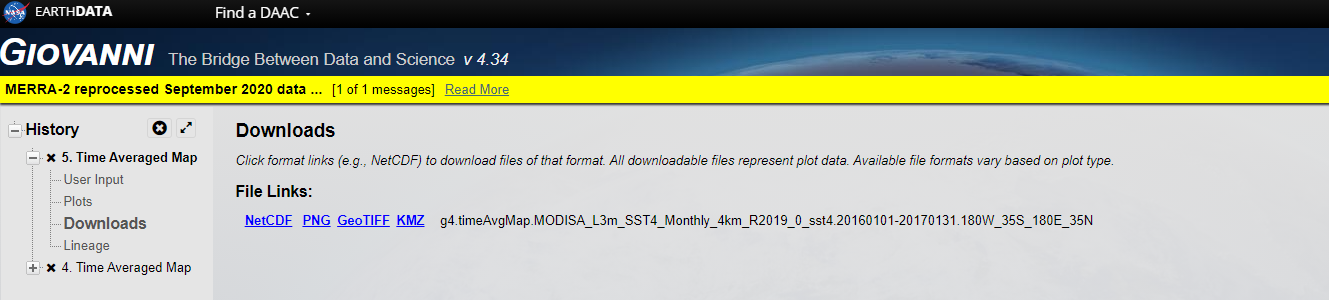 NASA EARTHDATA Find a DAAC
GIOVANNI The Bridge Between Data and Science v 4.34
MERRA-2 reprocessed September 2020 data ... [1 of 1 messages] Read More
History
5. Time Averaged Map
User Input
Plots
Downloads
Lineage
4. Time Averaged Map
Downloads
Click format links (e.g., NetCDF) to download files of that format. All downloadable files represent plot data. Available file formats vary based on plot type.
File Links:
NetCDF PNG GeoTIFF KMZ g4.timeAvgMap.MODISA_L3m_SST4_Monthly_4km_R2019_0_sst4.20160101-20170131.180W_35S_180E_35N